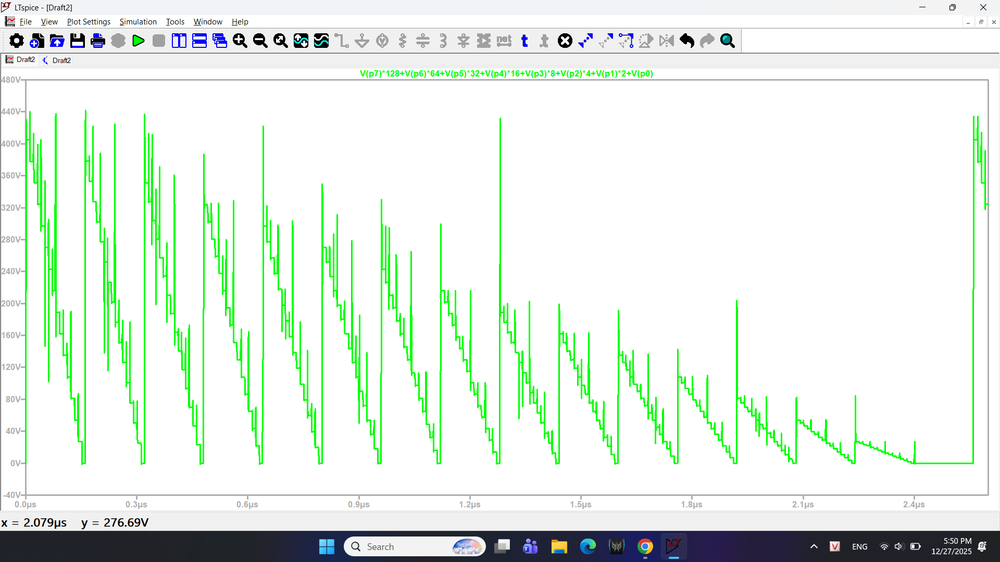 LTspice - [Draft2]
File View Plot Settings Simulation Tools Window Help
net t .t
Draft2 Draft2
V(p7)*128+V(p6)*64+V(p5)*32+V(p4)*16+V(p3)*8+V(p2)*4+V(p1)*2+V(p0)
480V
440V
400V
360V
320V
280V
240V
200V
160V
120V
80V
40V
0V
-40V
0.0µs 0.3µs 0.6µs 0.9µs 1.2µs 1.5µs 1.8µs 2.1µs 2.4µs
x = 2.079µs y = 276.69V
Search
ENG
5:50 PM
12/27/2025